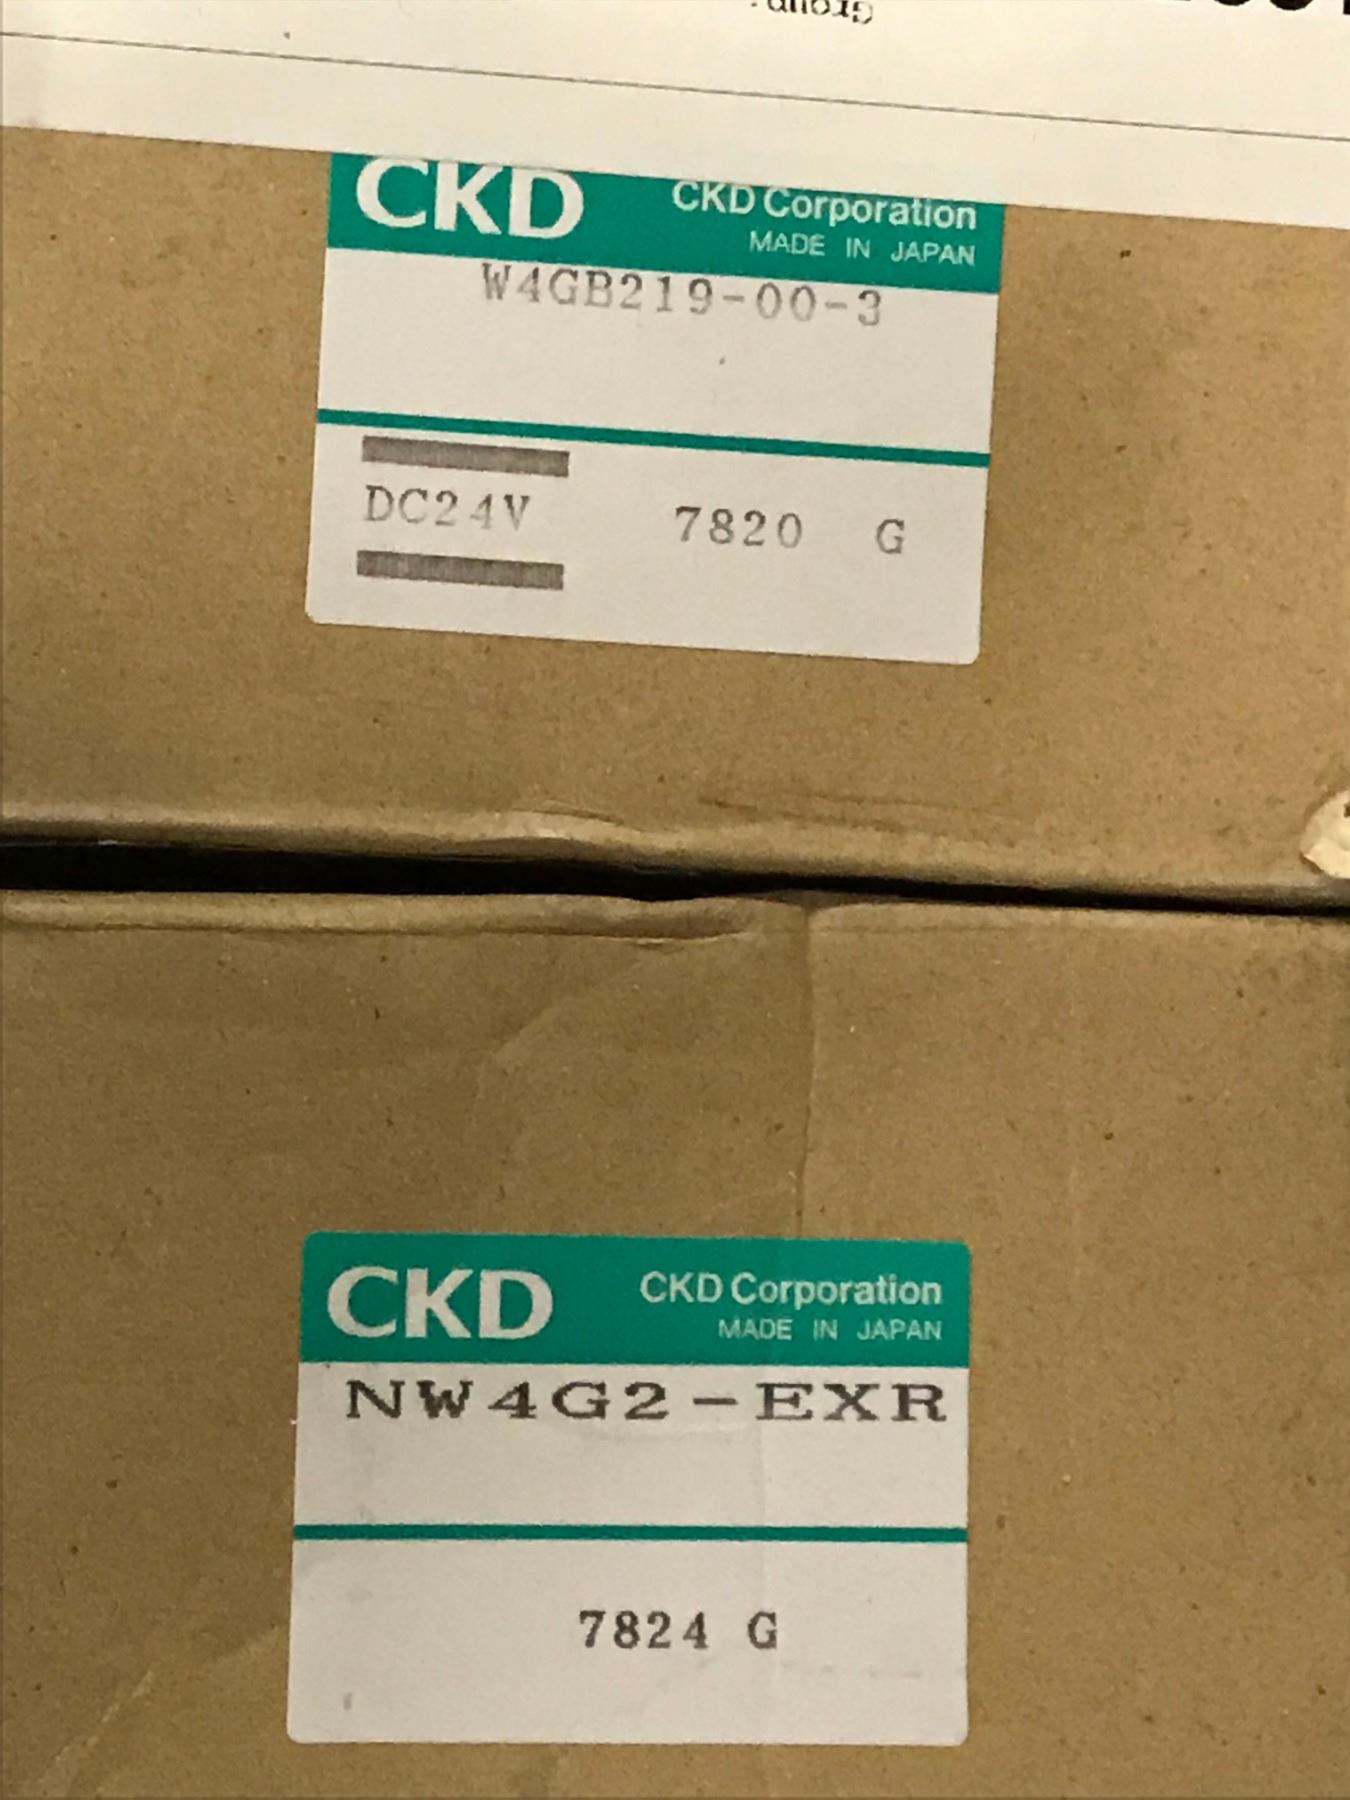 Group:
CKD
CKD Corporation
MADE IN JAPAN
W4GB219-00-3
DC24V
7820 G
CKD
CKD Corporation
MADE IN JAPAN
NW4G2-EXR
7824 G